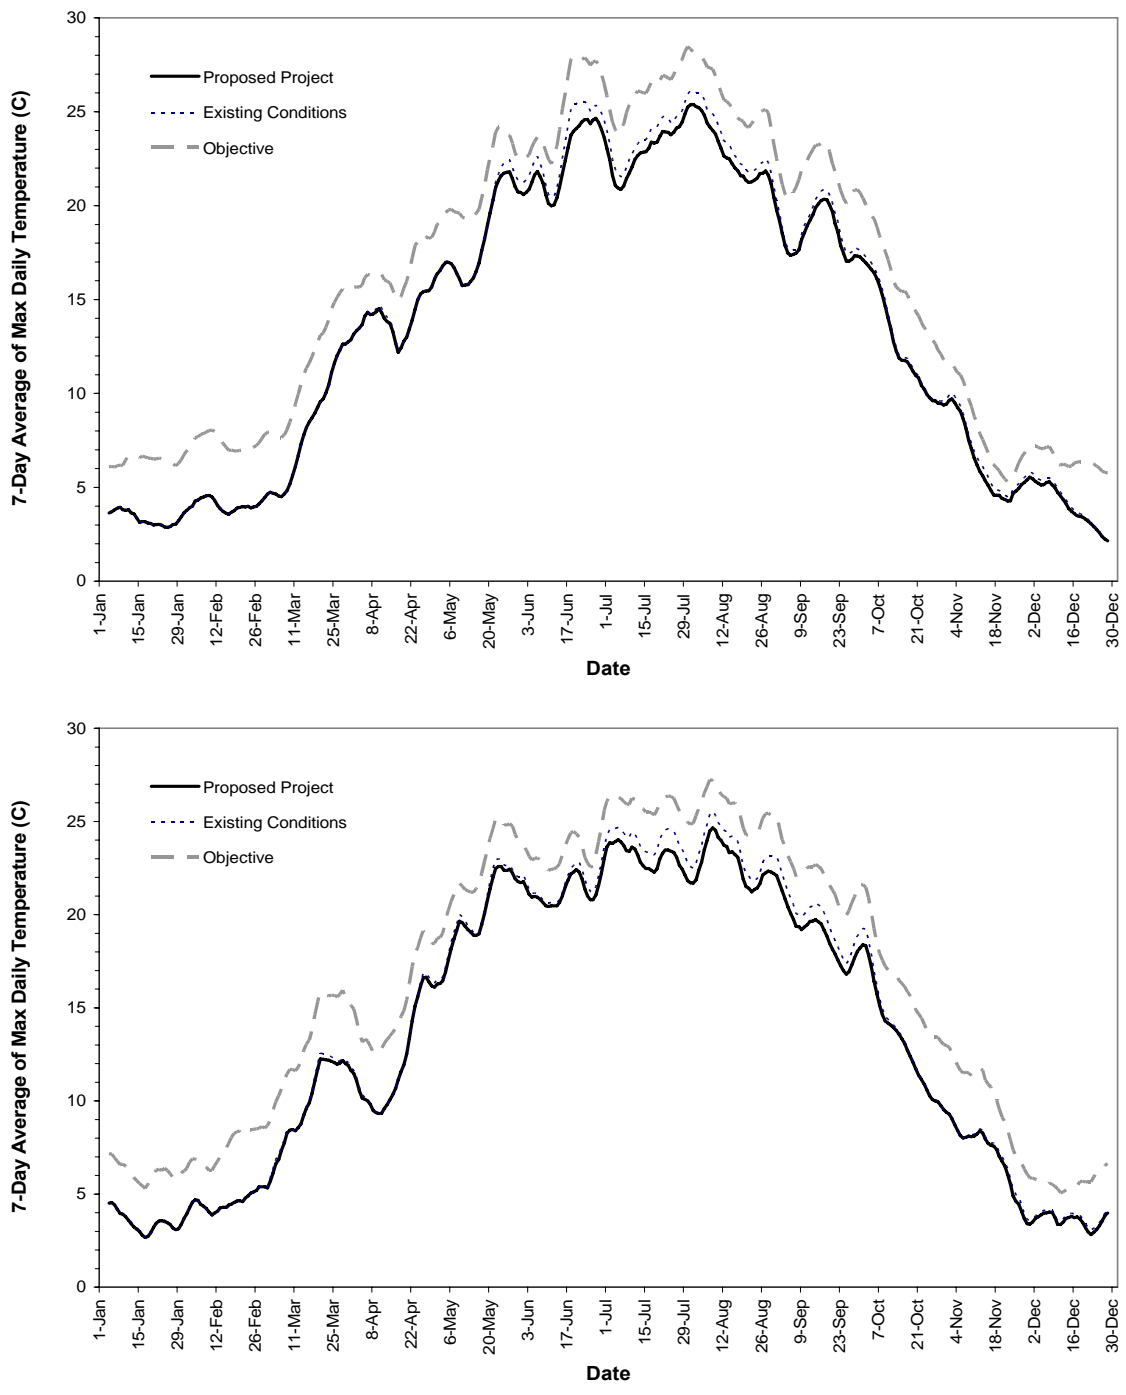 7-Day Average of Max Daily Temperature (C)
30
25
20
15
10
5
0
Proposed Project
Existing Conditions
Objective
1-Jan
15-Jan
29-Jan
12-Feb
26-Feb
11-Mar
25-Mar
8-Apr
22-Apr
6-May
20-May
3-Jun
17-Jun
1-Jul
15-Jul
29-Jul
12-Aug
26-Aug
9-Sep
23-Sep
7-Oct
21-Oct
4-Nov
18-Nov
2-Dec
16-Dec
30-Dec
Date
7-Day Average of Max Daily Temperature (C)
30
25
20
15
10
5
0
Proposed Project
Existing Conditions
Objective
1-Jan
15-Jan
29-Jan
12-Feb
26-Feb
11-Mar
25-Mar
8-Apr
22-Apr
6-May
20-May
3-Jun
17-Jun
1-Jul
15-Jul
29-Jul
12-Aug
26-Aug
9-Sep
23-Sep
7-Oct
21-Oct
4-Nov
18-Nov
2-Dec
16-Dec
30-Dec
Date